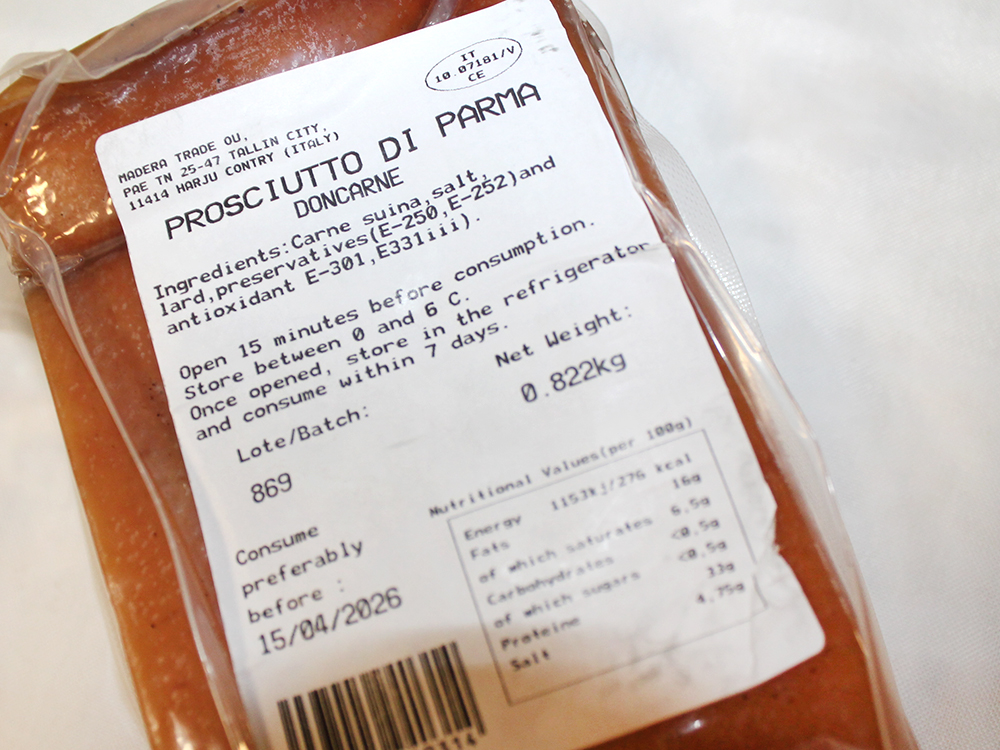 IT
10.07181/V
CE
MADERA TRADE OU,
PAE TN 25-47 TALLIN CITY,
11414 HARJU CONTRY (ITALY)
PROSCIUTTO DI PARMA
DONCARNE
Ingredients:Carne suina,salt,
lard,preservatives(E-250,E-252)and
antioxidant E-301,E331iii).
Open 15 minutes before consumption.
Store between 0 and 6 C.
Once opened, store in the refrigerator
and consume within 7 days.
Net Weight:
0.822kg
Lote/Batch:
869
Consume
preferably
before :
15/04/2026
Nutritional Values(per 100g)
Energy 1153kj/276 kcal
Fats 16g
of which saturates 6,5g
Carbohydrates <0,5g
of which sugars <0,5g
Proteine 33g
Salt 4,75g